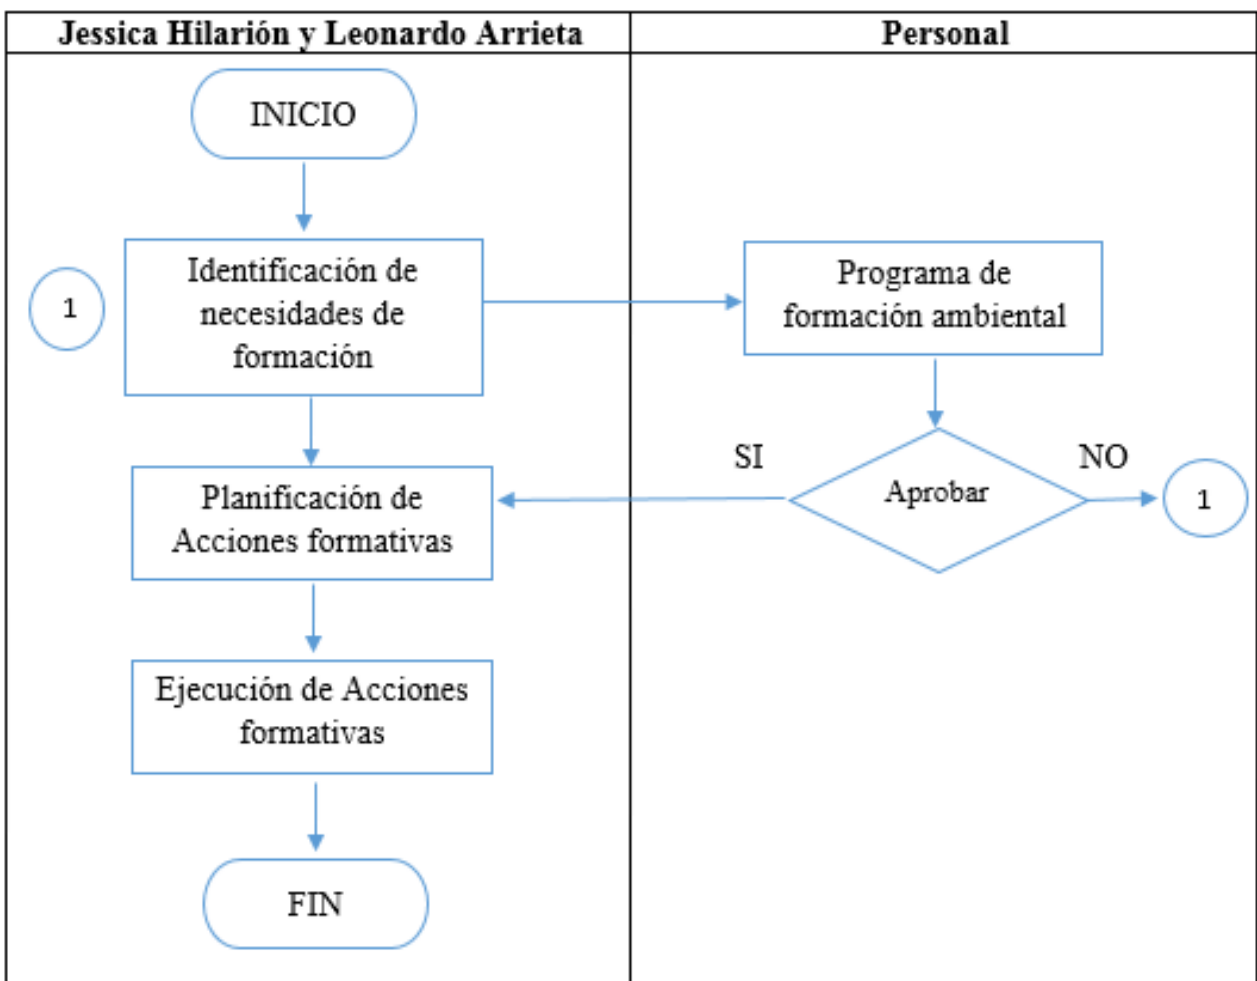 Jessica Hilarión y Leonardo Arrieta
Personal
INICIO
1
Identificación de
necesidades de
formación
Programa de
formación ambiental
SI
NO
Aprobar
1
Planificación de
Acciones formativas
Ejecución de Acciones
formativas
FIN